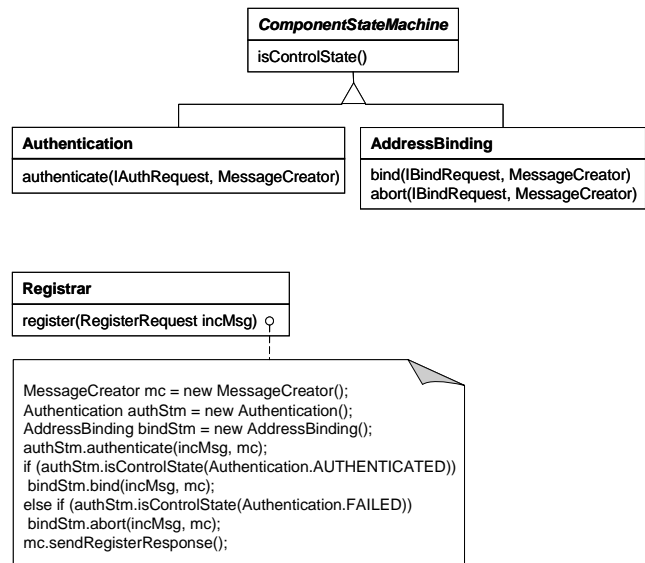 ComponentStateMachine
isControlState()
Authentication
authenticate(IAuthRequest, MessageCreator)
AddressBinding
bind(IBindRequest, MessageCreator)
abort(IBindRequest, MessageCreator)
Registrar
register(RegisterRequest incMsg)
MessageCreator mc = new MessageCreator();
Authentication authStm = new Authentication();
AddressBinding bindStm = new AddressBinding();
authStm.authenticate(incMsg, mc);
if (authStm.isControlState(Authentication.AUTHENTICATED))
bindStm.bind(incMsg, mc);
else if (authStm.isControlState(Authentication.FAILED))
bindStm.abort(incMsg, mc);
mc.sendRegisterResponse();